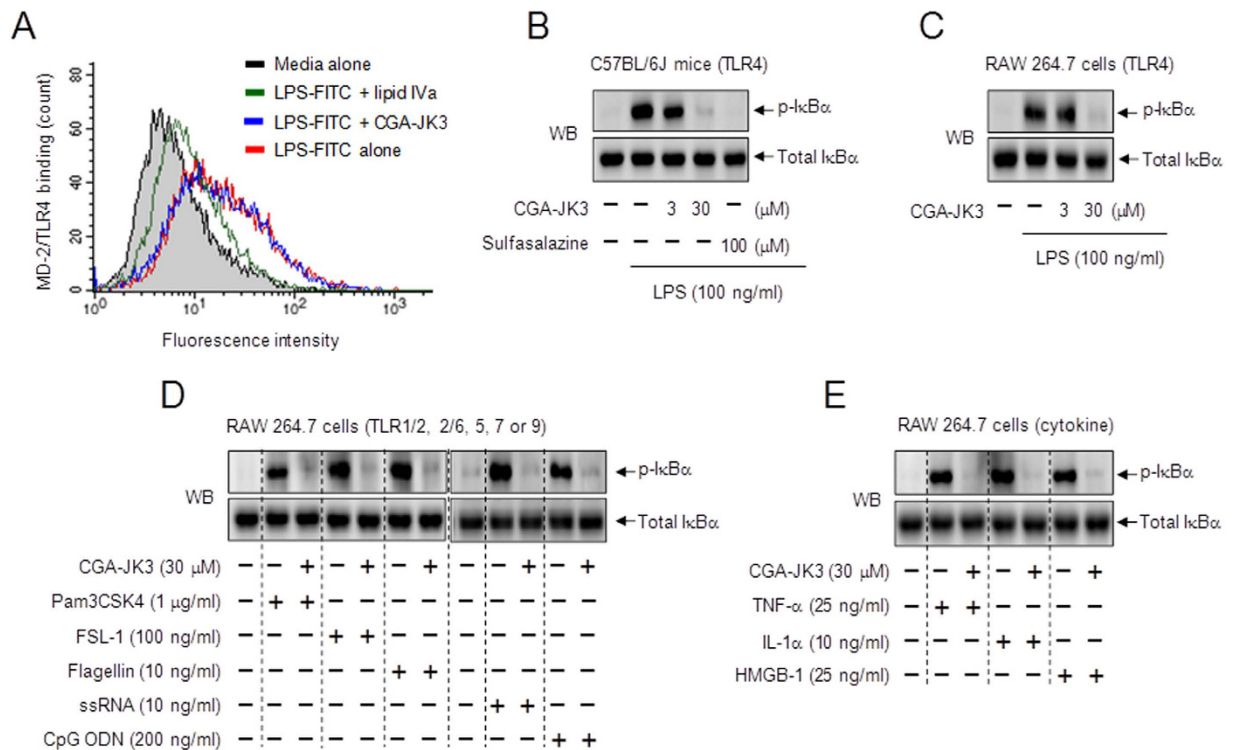 A
MD-2/TLR4 binding (count)
80
60
40
20
0
10⁰ 10¹ 10² 10³
Fluorescence intensity
Media alone
LPS-FITC + lipid IVa
LPS-FITC + CGA-JK3
LPS-FITC alone
B
C57BL/6J mice (TLR4)
WB
p-IκBα
Total IκBα
CGA-JK3 – – 3 30 – (μM)
Sulfasalazine – – – – 100 (μM)
LPS (100 ng/ml)
C
RAW 264.7 cells (TLR4)
WB
p-IκBα
Total IκBα
CGA-JK3 – – 3 30 (μM)
LPS (100 ng/ml)
D
RAW 264.7 cells (TLR1/2, 2/6, 5, 7 or 9)
WB
p-IκBα
Total IκBα
CGA-JK3 (30 μM) – – + – + – + – – + – +
Pam3CSK4 (1 μg/ml) – + + – – – – – – – – –
FSL-1 (100 ng/ml) – – – + + – – – – – – –
Flagellin (10 ng/ml) – – – – – + + – – – – –
ssRNA (10 ng/ml) – – – – – – – – + + – –
CpG ODN (200 ng/ml) – – – – – – – – – – + +
E
RAW 264.7 cells (cytokine)
WB
p-IκBα
Total IκBα
CGA-JK3 (30 μM) – – + – + – +
TNF-α (25 ng/ml) – + + – – – –
IL-1α (10 ng/ml) – – – + + – –
HMGB-1 (25 ng/ml) – – – – – + +